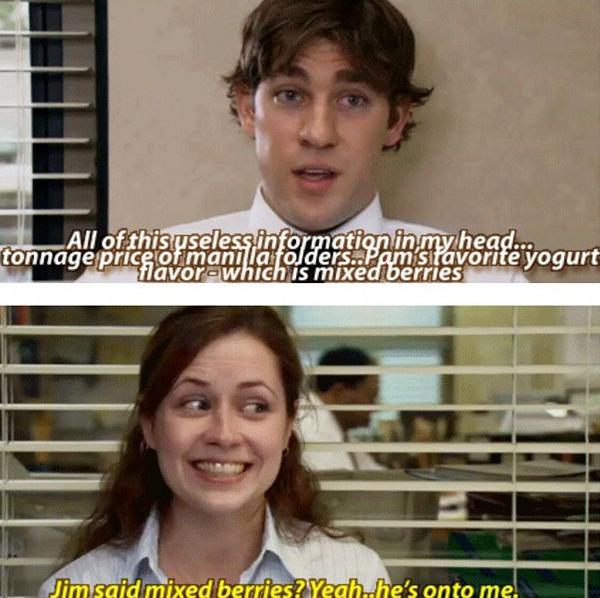 All of this useless information in my head...
tonnage price of manilla folders..Pam's favorite yogurt
flavor - which is mixed berries
Jim said mixed berries? Yeah..he's onto me.